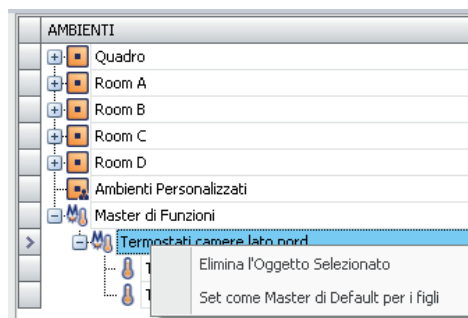 AMBIENTI
Quadro
Room A
Room B
Room C
Room D
Ambienti Personalizzati
Master di Funzioni
Termostati camere lato nord
Elimina l'Oggetto Selezionato
Set come Master di Default per i figli